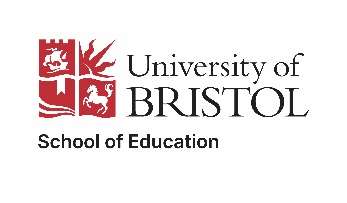 University of
BRISTOL
School of Education